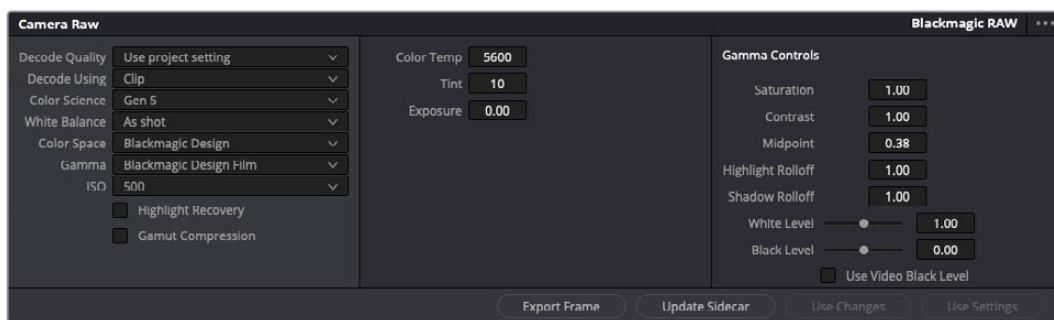 Camera Raw
Blackmagic RAW
Decode Quality Use project setting
Decode Using Clip
Color Science Gen 5
White Balance As shot
Color Space Blackmagic Design
Gamma Blackmagic Design Film
ISO 500
Highlight Recovery
Gamut Compression
Color Temp 5600
Tint 10
Exposure 0.00
Gamma Controls
Saturation 1.00
Contrast 1.00
Midpoint 0.38
Highlight Rolloff 1.00
Shadow Rolloff 1.00
White Level 1.00
Black Level 0.00
Use Video Black Level
Export Frame Update Sidecar Use Changes Use Settings